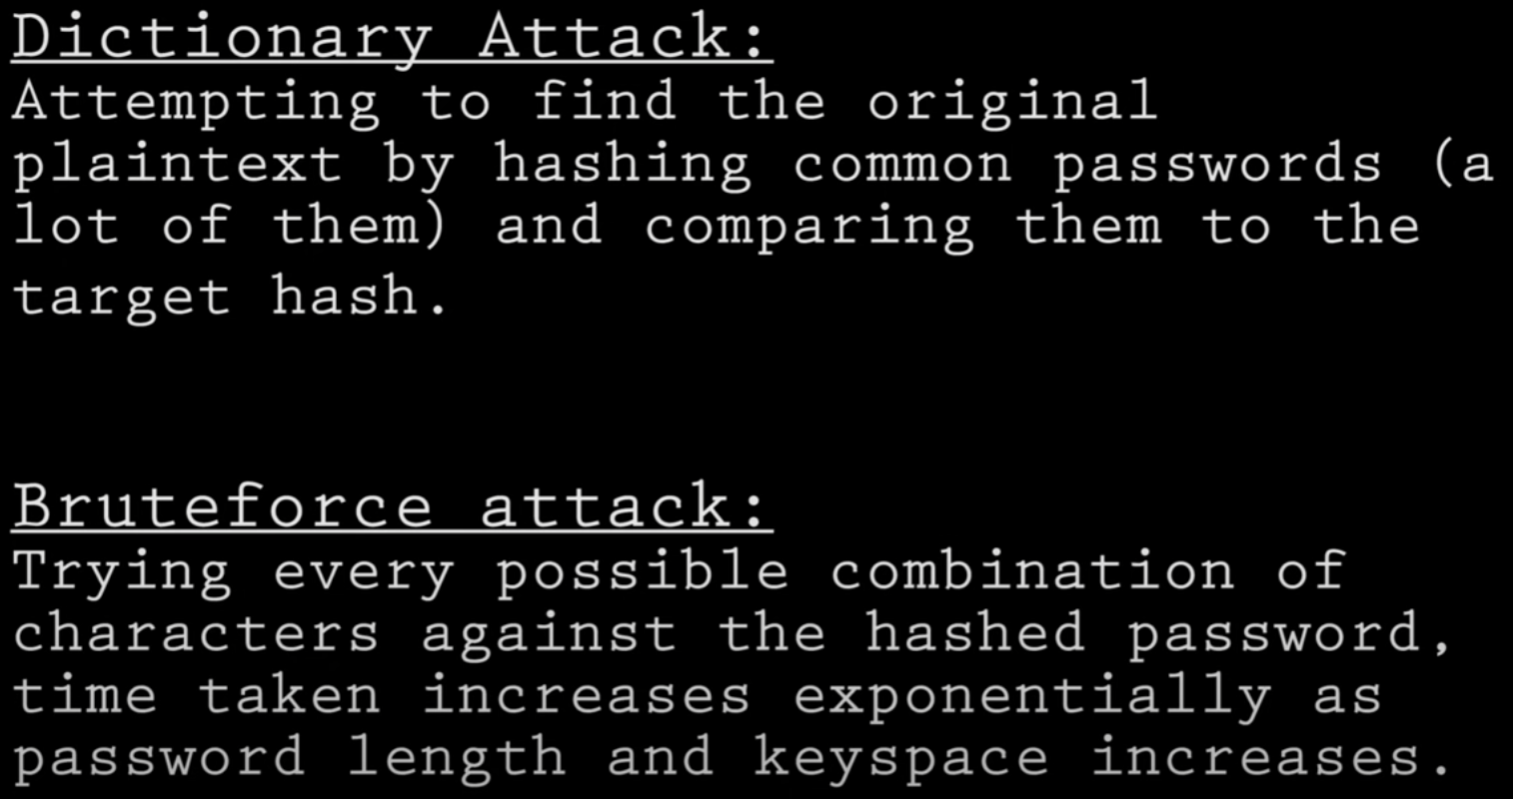 Dictionary Attack:
Attempting to find the original
plaintext by hashing common passwords (a
lot of them) and comparing them to the
target hash.
Bruteforce attack:
Trying every possible combination of
characters against the hashed password,
time taken increases exponentially as
password length and keyspace increases.